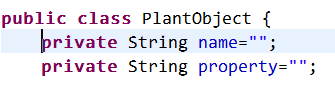 public class PlantObject {
    private String name="";
    private String property="";